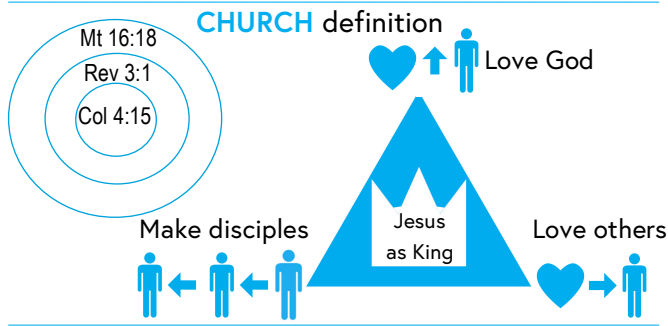 CHURCH definition
Mt 16:18
Rev 3:1
Col 4:15
Love God
Jesus
as King
Make disciples
Love others